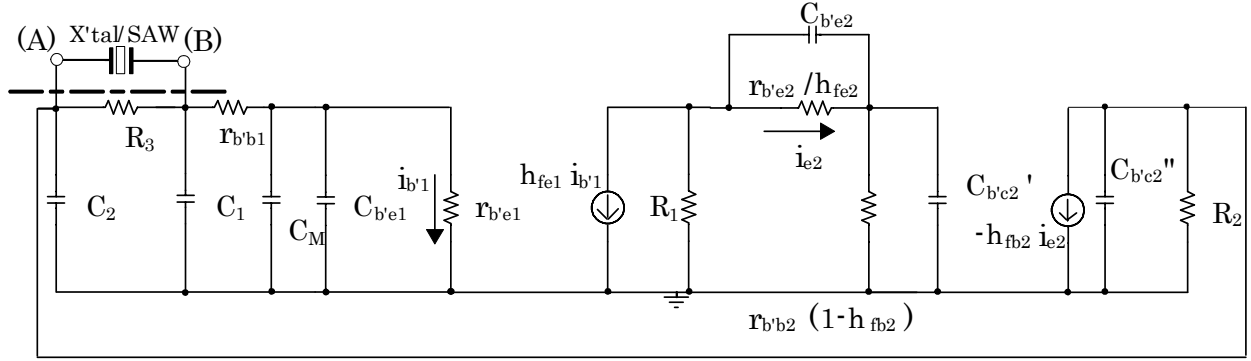 C_b'e2
(A) X'tal/SAW (B)
r_b'e2 /h_fe2
R_3
r_b'b1
i_e2
i_b'1
h_fe1 i_b'1
C_b'c2'
C_b'c2"
C_2
C_1
C_M
C_b'e1
r_b'e1
R_1
-h_fb2 i_e2
R_2
r_b'b2 (1-h_fb2)